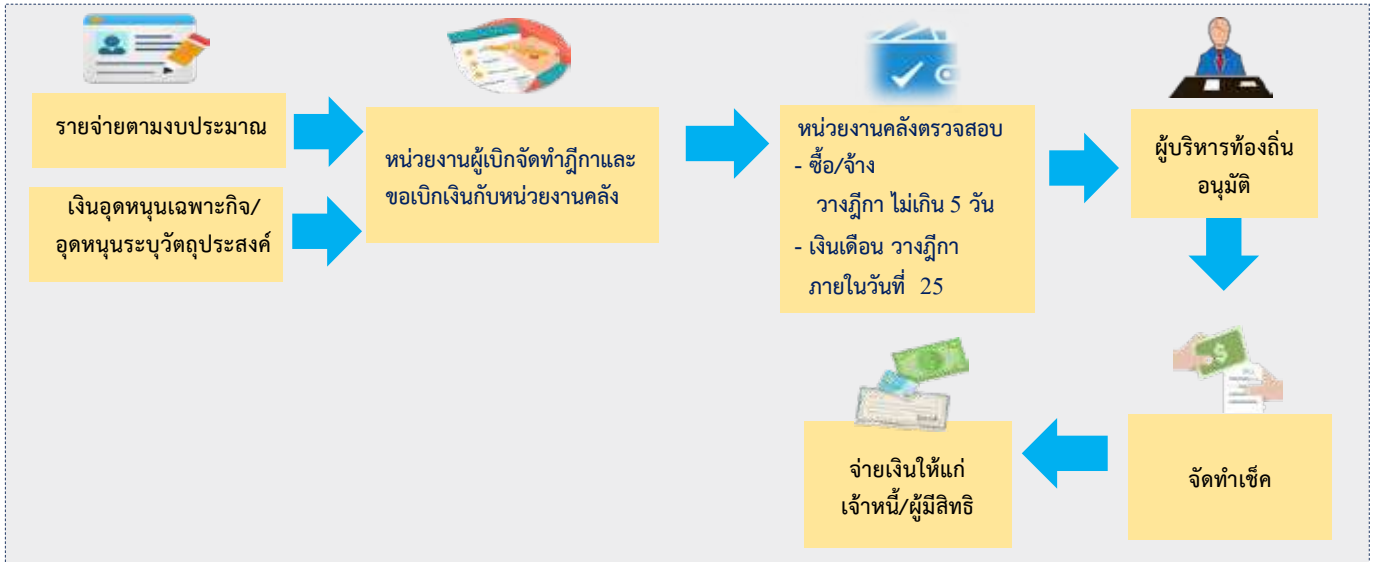 รายจ่ายตามงบประมาณ
เงินอุดหนุนเฉพาะกิจ/
อุดหนุนระบุวัตถุประสงค์
หน่วยงานผู้เบิกจัดทำฎีกาและ
ขอเบิกเงินกับหน่วยงานคลัง
หน่วยงานคลังตรวจสอบ
- ซื้อ/จ้าง
วางฎีกา ไม่เกิน 5 วัน
- เงินเดือน วางฎีกา
ภายในวันที่ 25
ผู้บริหารท้องถิ่น
อนุมัติ
จัดทำเช็ค
จ่ายเงินให้แก่
เจ้าหนี้/ผู้มีสิทธิ